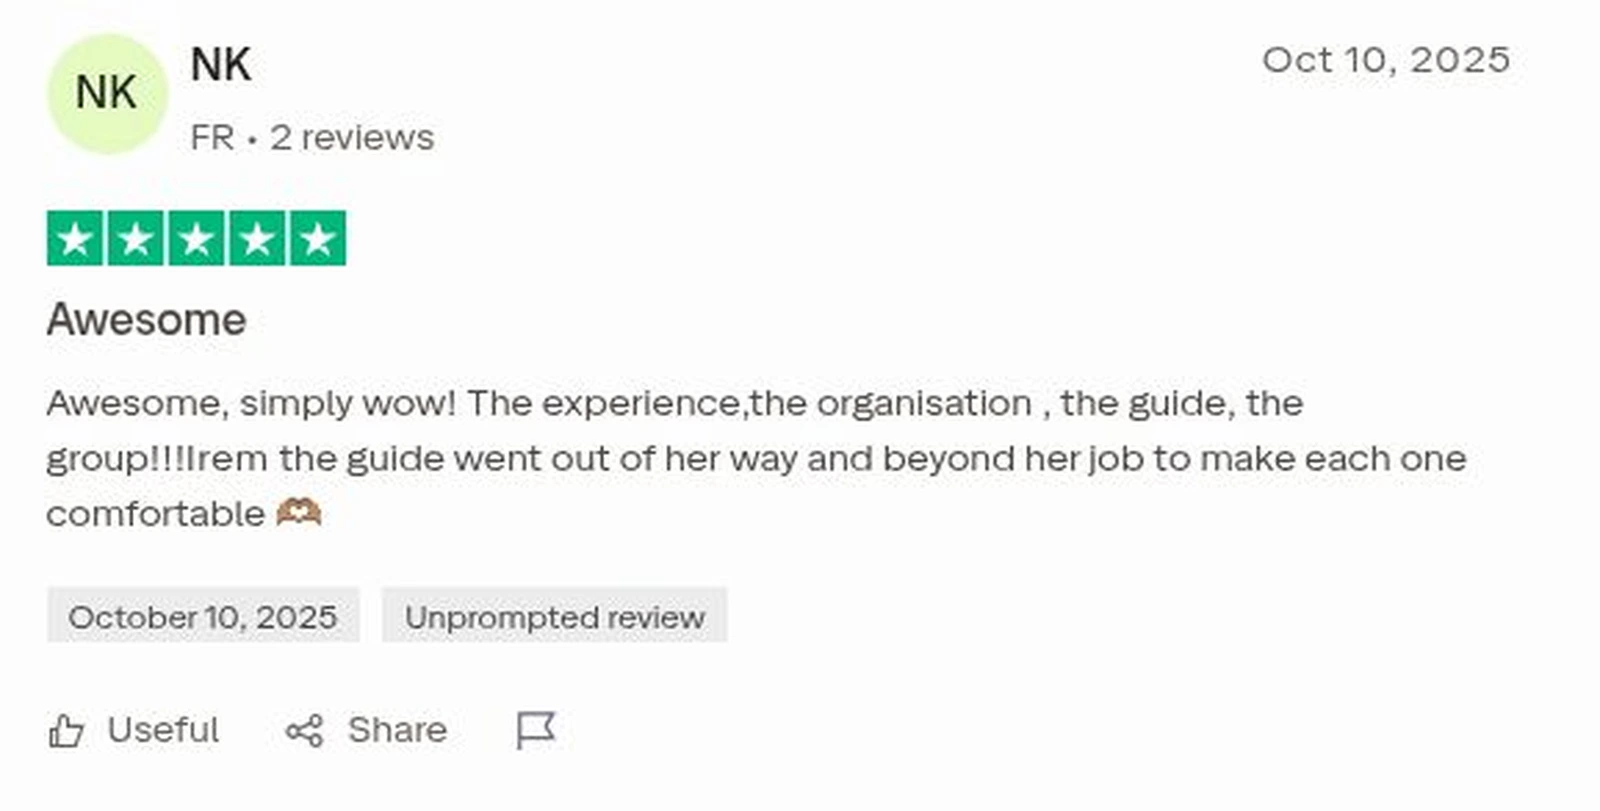 NK
NK
Oct 10, 2025
FR • 2 reviews
Awesome
Awesome, simply wow! The experience,the organisation , the guide, the
group!!!Irem the guide went out of her way and beyond her job to make each one
comfortable 🫶🏽
October 10, 2025
Unprompted review
Useful
Share